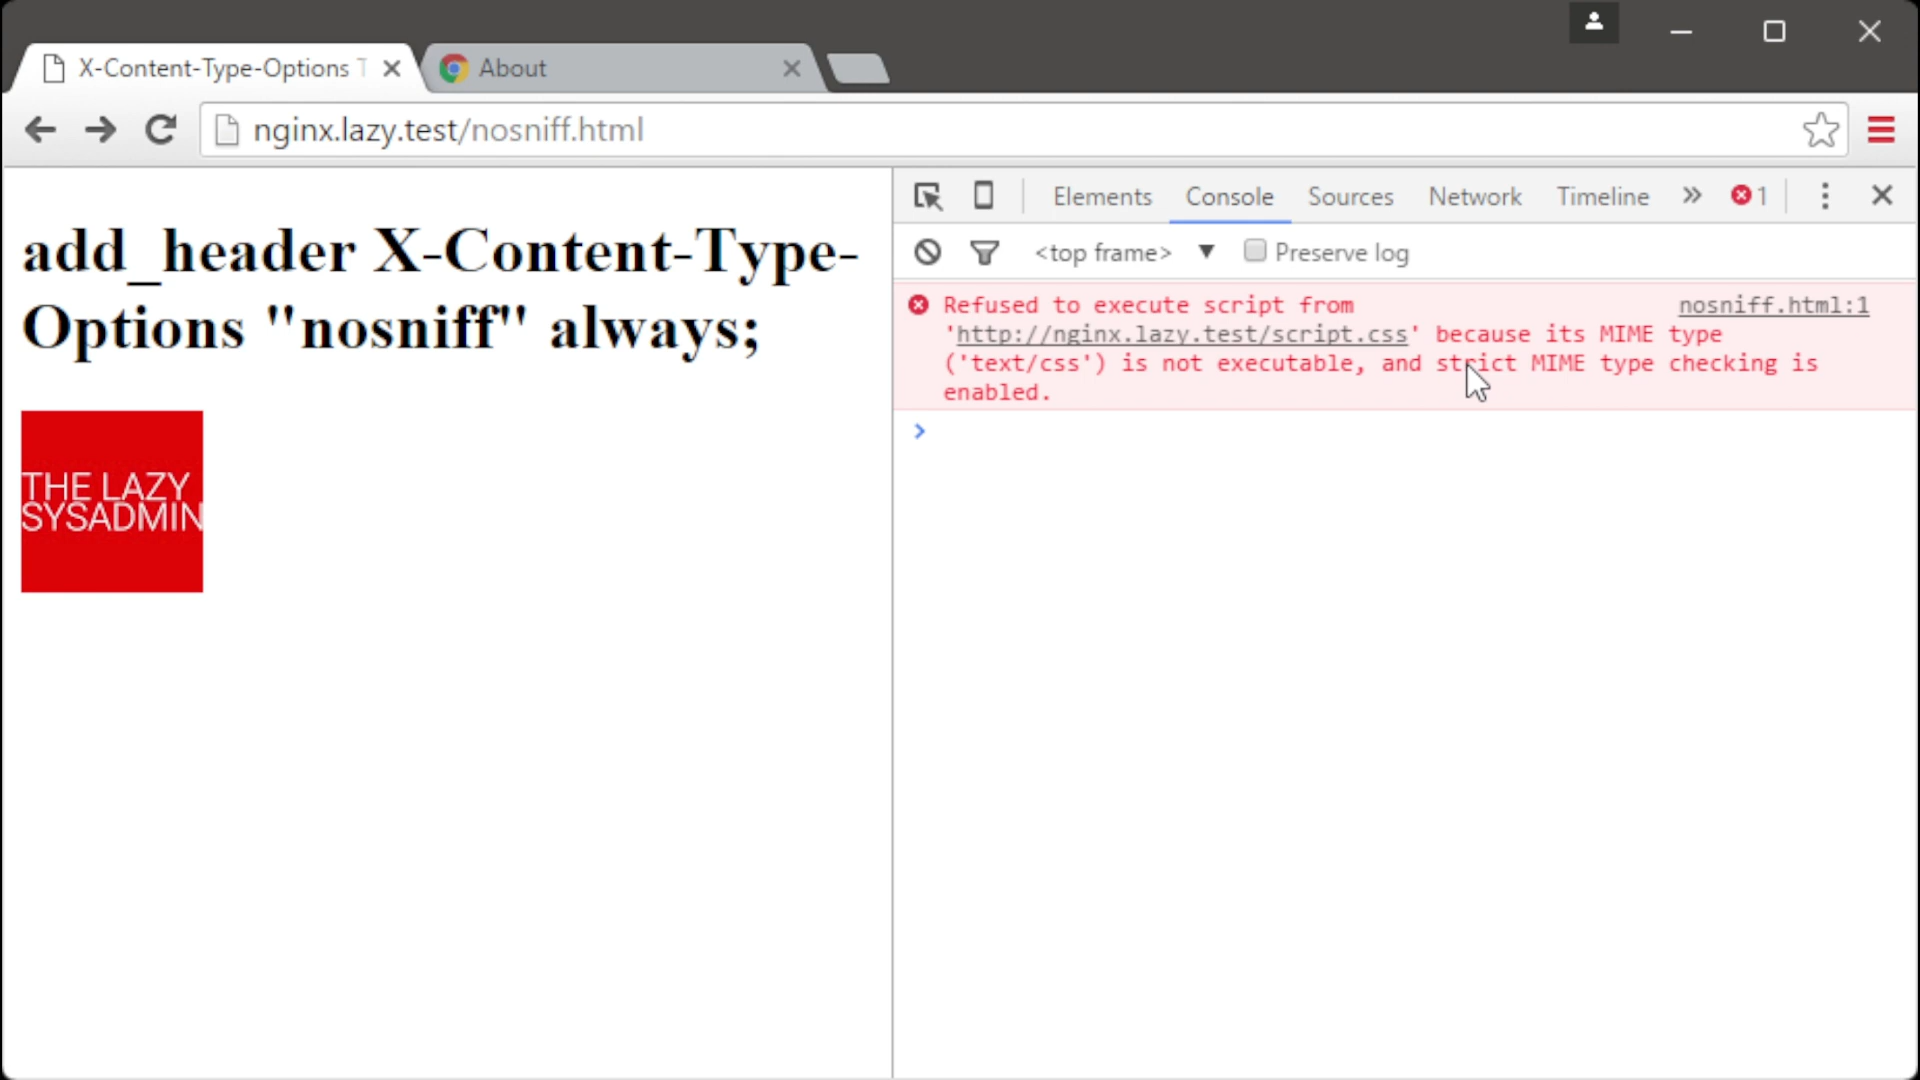 X-Content-Type-Options T
About
nginx.lazy.test/nosniff.html
add_header X-Content-Type-
Options "nosniff" always;
THE LAZY
SYSADMIN
Elements Console Sources Network Timeline » 1
<top frame> ▼ Preserve log
Refused to execute script from nosniff.html:1
'http://nginx.lazy.test/script.css' because its MIME type
('text/css') is not executable, and strict MIME type checking is
enabled.